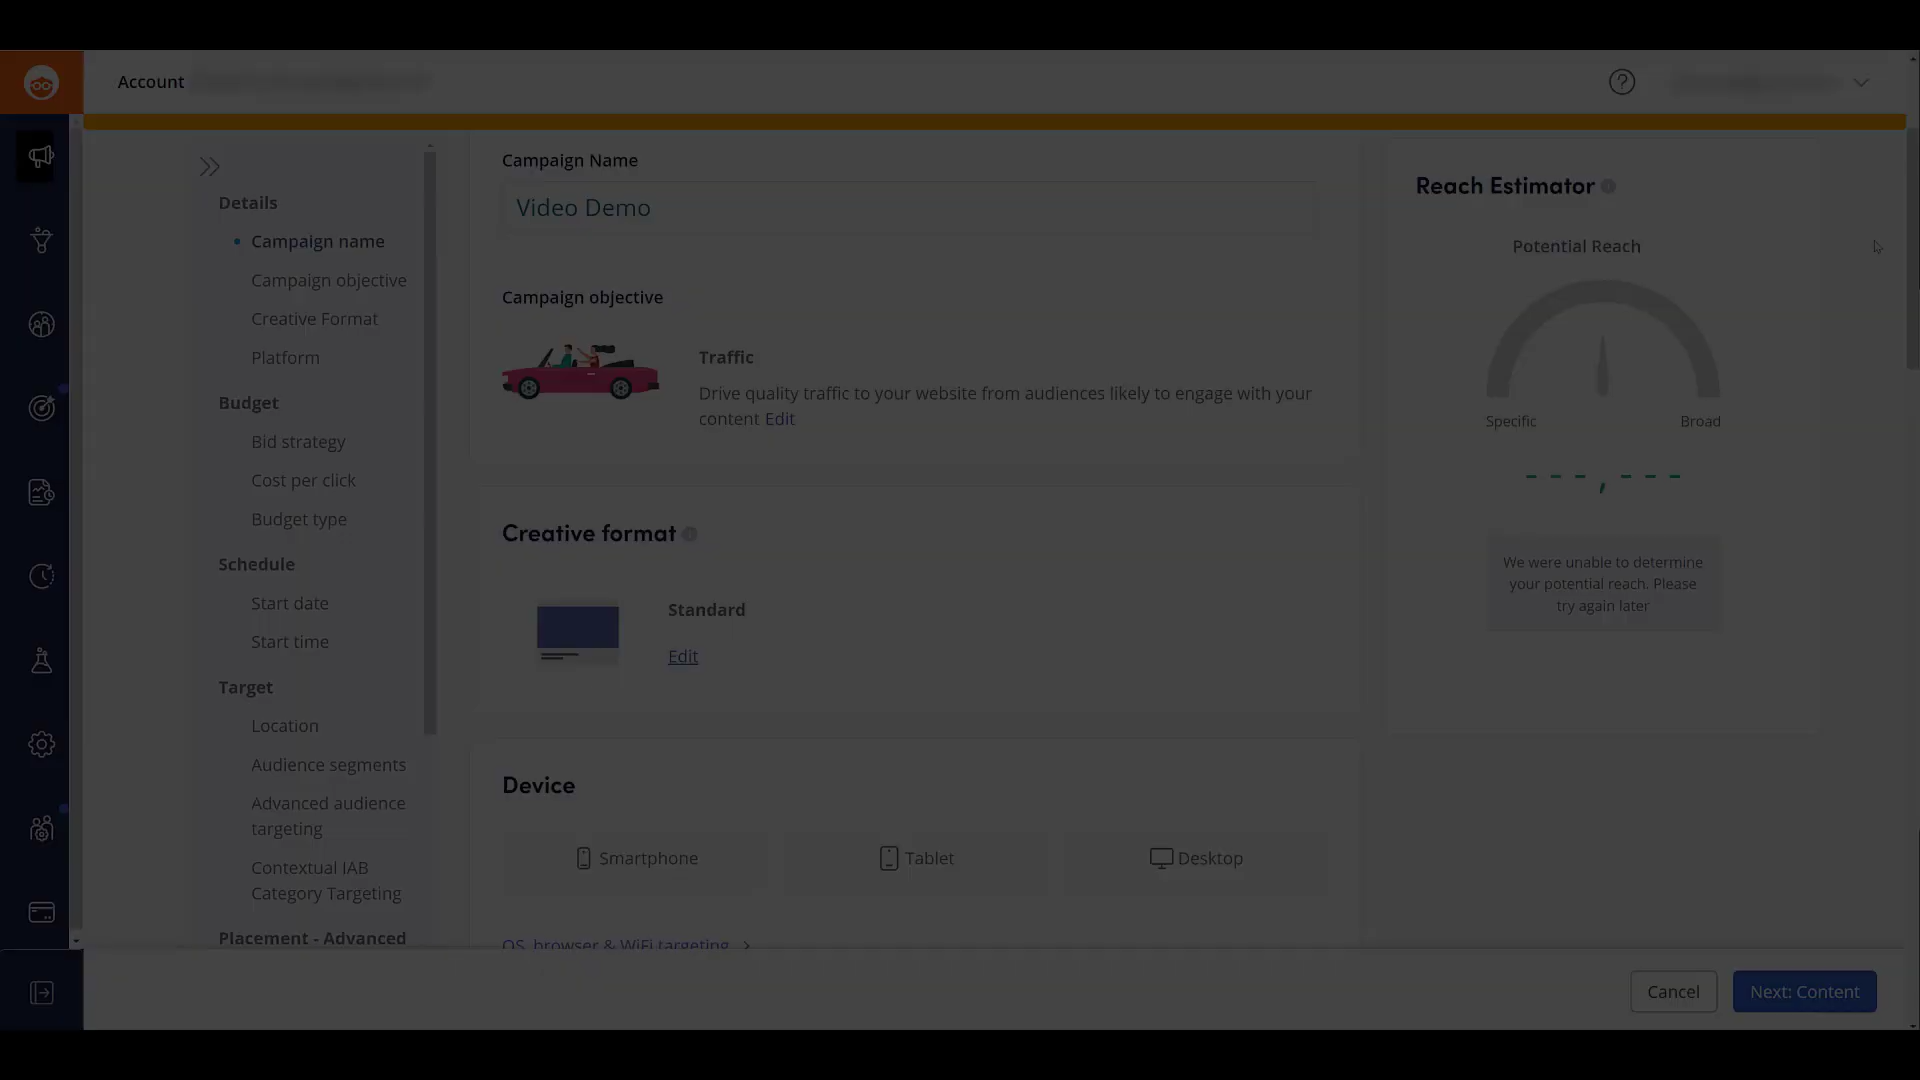 Account
Details
Campaign name
Campaign objective
Creative Format
Platform
Budget
Bid strategy
Cost per click
Budget type
Schedule
Start date
Start time
Target
Location
Audience segments
Advanced audience
targeting
Contextual IAB
Category Targeting
Placement - Advanced
Campaign Name
Video Demo
Campaign objective
Traffic
Drive quality traffic to your website from audiences likely to engage with your
content Edit
Creative format
Standard
Edit
Device
Smartphone
Tablet
Desktop
OS, browser & WiFi targeting
Reach Estimator
Potential Reach
Specific
Broad
---,---
We were unable to determine
your potential reach. Please
try again later
Cancel
Next: Content